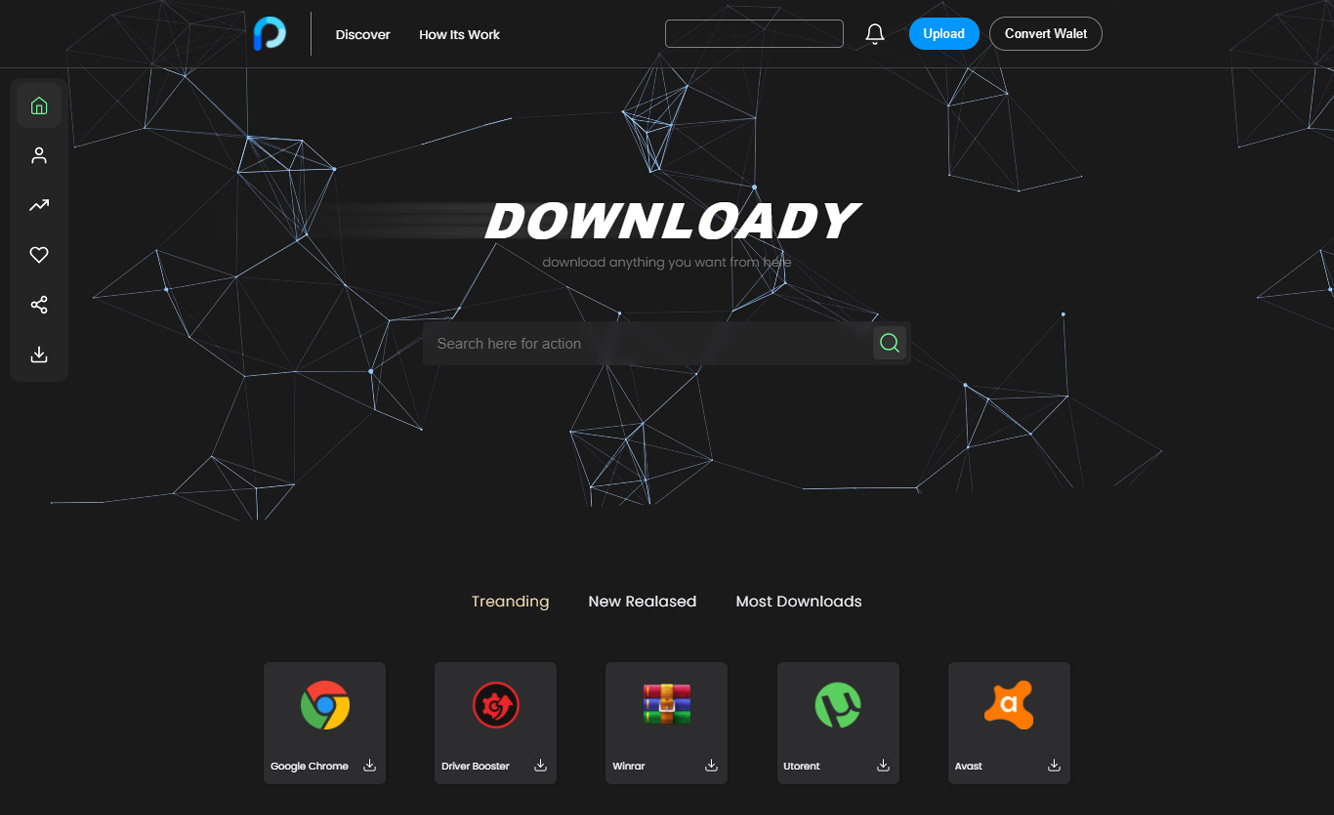 Discover How Its Work Upload Convert Walet
DOWNLOADY
download anything you want from here
Search here for action
Treanding New Realased Most Downloads
Google Chrome Driver Booster Winrar Utorent Avast